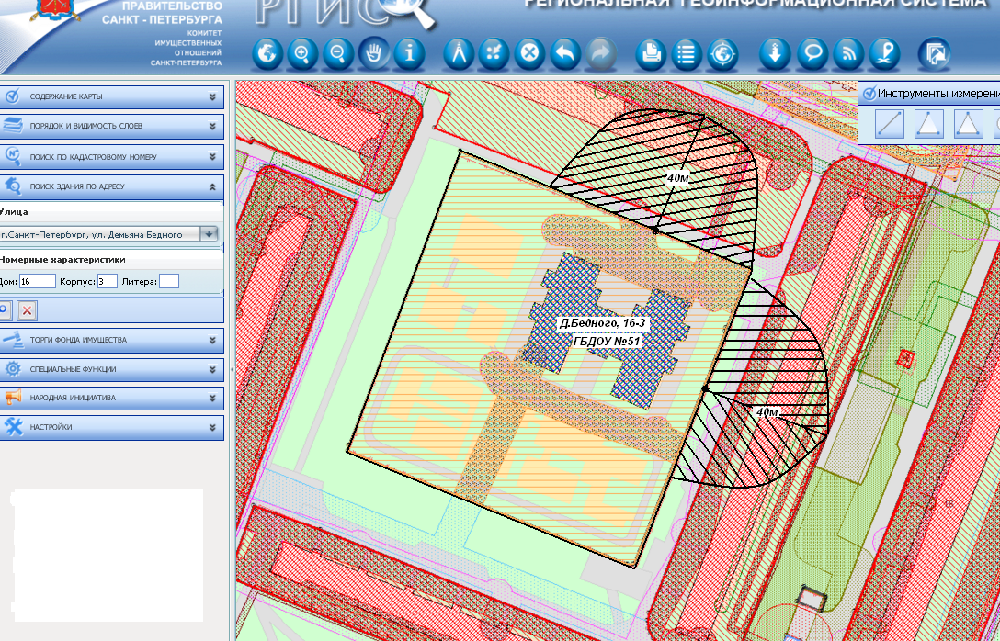 ПРАВИТЕЛЬСТВО
САНКТ - ПЕТЕРБУРГА
КОМИТЕТ
ИМУЩЕСТВЕННЫХ
ОТНОШЕНИЙ
САНКТ-ПЕТЕРБУРГА
РГИС
РЕГИОНАЛЬНАЯ ГЕОИНФОРМАЦИОННАЯ СИСТЕМА
СОДЕРЖАНИЕ КАРТЫ
ПОРЯДОК И ВИДИМОСТЬ СЛОЕВ
ПОИСК ПО КАДАСТРОВОМУ НОМЕРУ
ПОИСК ЗДАНИЯ ПО АДРЕСУ
Улица
г.Санкт-Петербург, ул. Демьяна Бедного
Номерные характеристики
Дом: 16 Корпус: 3 Литера:
ТОРГИ ФОНДА ИМУЩЕСТВА
СПЕЦИАЛЬНЫЕ ФУНКЦИИ
НАРОДНАЯ ИНИЦИАТИВА
НАСТРОЙКИ
Инструменты измерени
40м
Д.Бедного, 16-3
ГБДОУ №51
40м
16